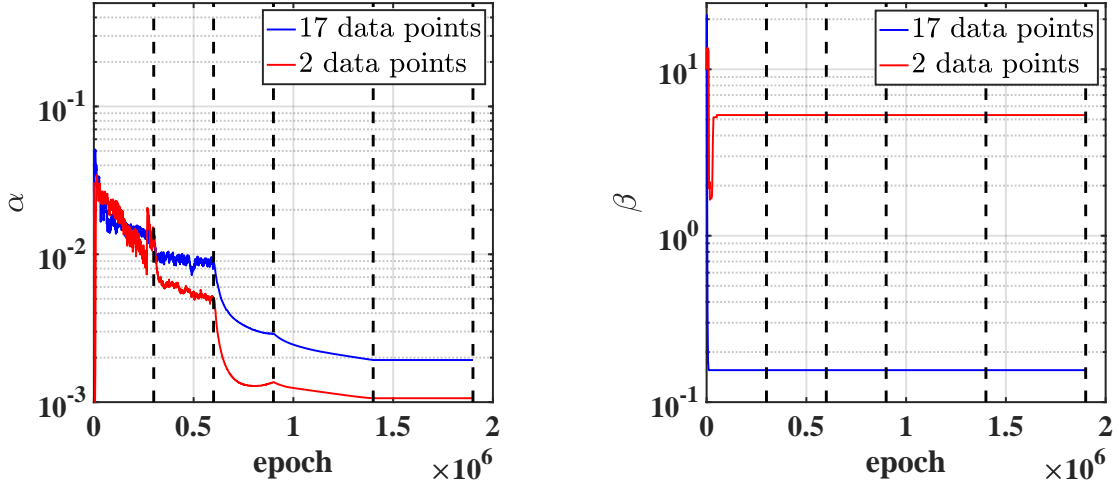 17 data points
2 data points
10^-1
10^-2
10^-3
α
0 0.5 1 1.5 2
epoch
×10^6
17 data points
2 data points
10^1
10^0
10^-1
β
0 0.5 1 1.5 2
epoch
×10^6